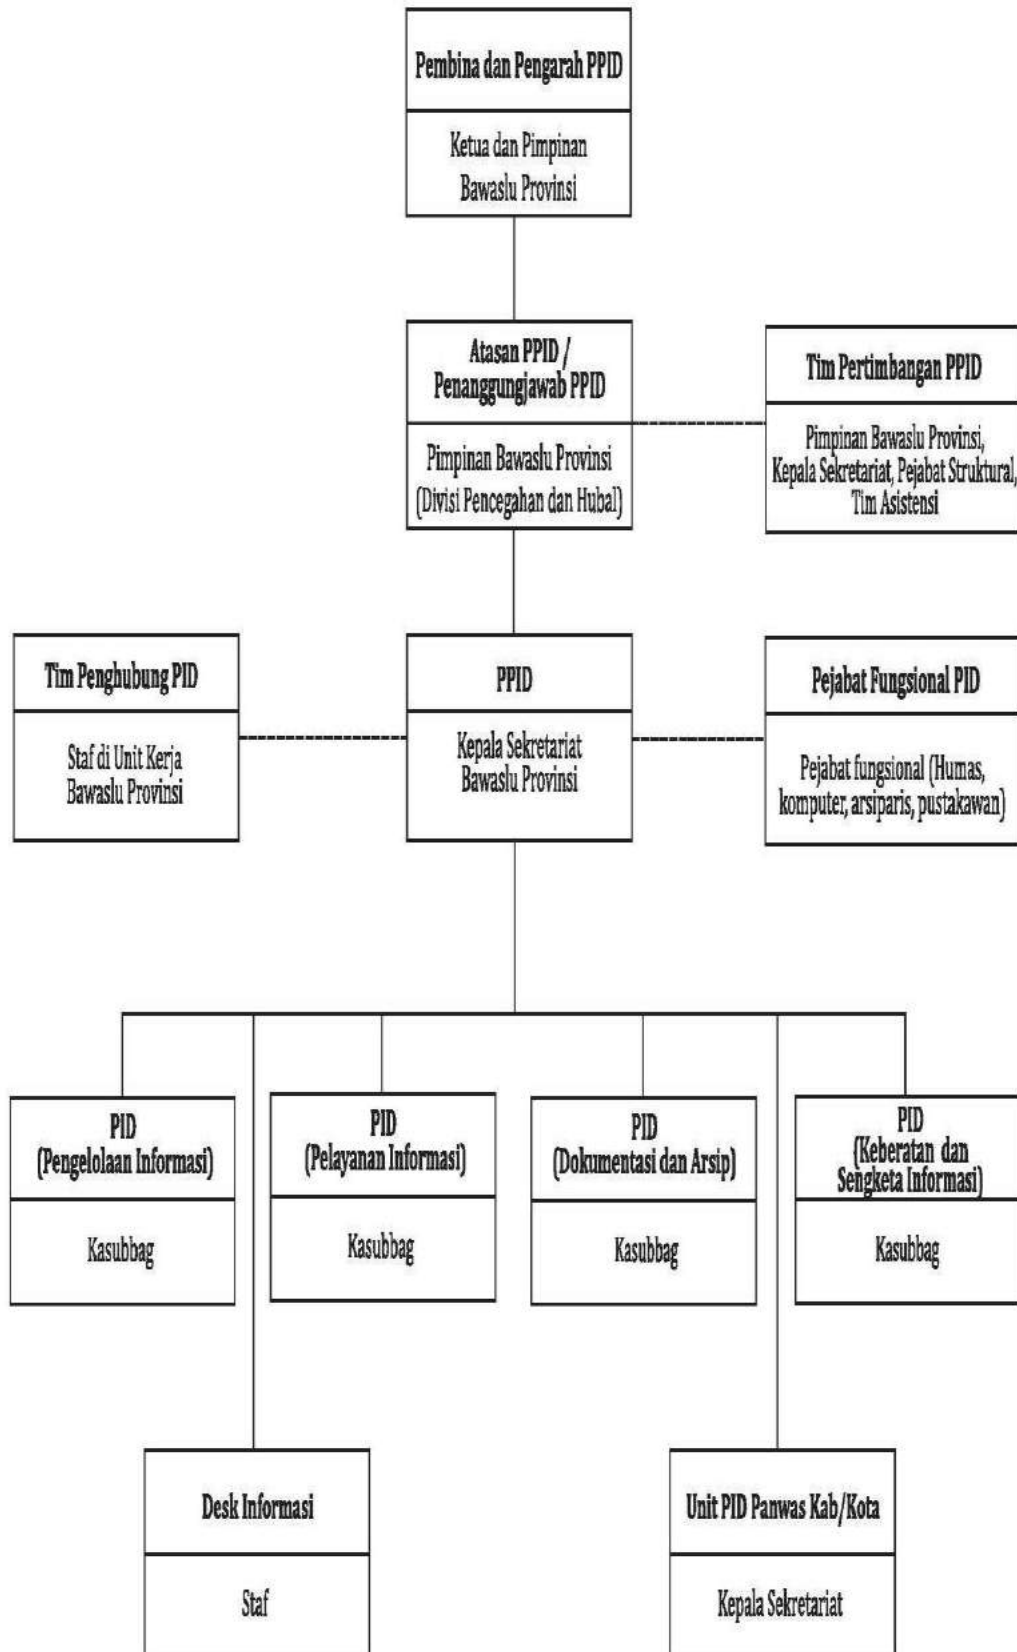 Pembina dan Pengarah PPID
Ketua dan Pimpinan
Bawaslu Provinsi
Atasan PPID /
Penanggungjawab PPID
Pimpinan Bawaslu Provinsi
(Divisi Pencegahan dan Hubal)
Tim Pertimbangan PPID
Pimpinan Bawaslu Provinsi,
Kepala Sekretariat, Pejabat Struktural,
Tim Asistensi
Tim Penghubung PID
Staf di Unit Kerja
Bawaslu Provinsi
PPID
Kepala Sekretariat
Bawaslu Provinsi
Pejabat Fungsional PID
Pejabat fungsional (Humas,
komputer, arsiparis, pustakawan)
PID
(Pengelolaan Informasi)
Kasubbag
PID
(Pelayanan Informasi)
Kasubbag
PID
(Dokumentasi dan Arsip)
Kasubbag
PID
(Keberatan dan
Sengketa Informasi)
Kasubbag
Desk Informasi
Staf
Unit PID Panwas Kab/Kota
Kepala Sekretariat